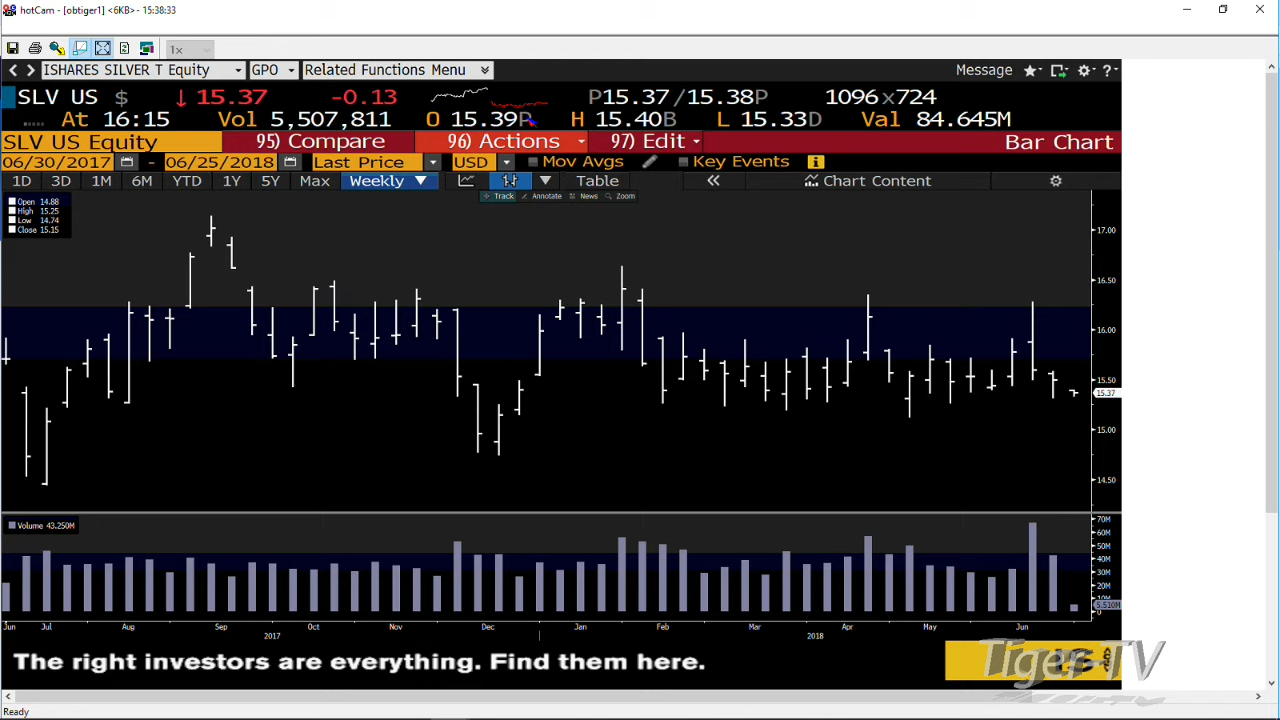 hotCam - [obtiger1] <6KB> - 15:38:33
1x
ISHARES SILVER T Equity GPO Related Functions Menu Message ?
SLV US $ ↓ 15.37 -0.13 P15.37 /15.38P 1096x724
At 16:15 Vol 5,507,811 O 15.39P H 15.40B L 15.33D Val 84.645M
SLV US Equity 95) Compare 96) Actions 97) Edit Bar Chart
06/30/2017 - 06/25/2018 Last Price USD Mov Avgs Key Events i
1D 3D 1M 6M YTD 1Y 5Y Max Weekly ▼ Table « Chart Content
Track Annotate News Zoom
Open 14.88
High 15.25
Low 14.74
Close 15.15
17.00
16.50
16.00
15.50
15.37
15.00
14.50
Volume 43.250M
70M
60M
50M
40M
30M
20M
10M
5.510M
0
Jun Jul Aug Sep Oct Nov Dec Jan Feb Mar Apr May Jun
2017 2018
The right investors are everything. Find them here.
Tiger-TV
Ready